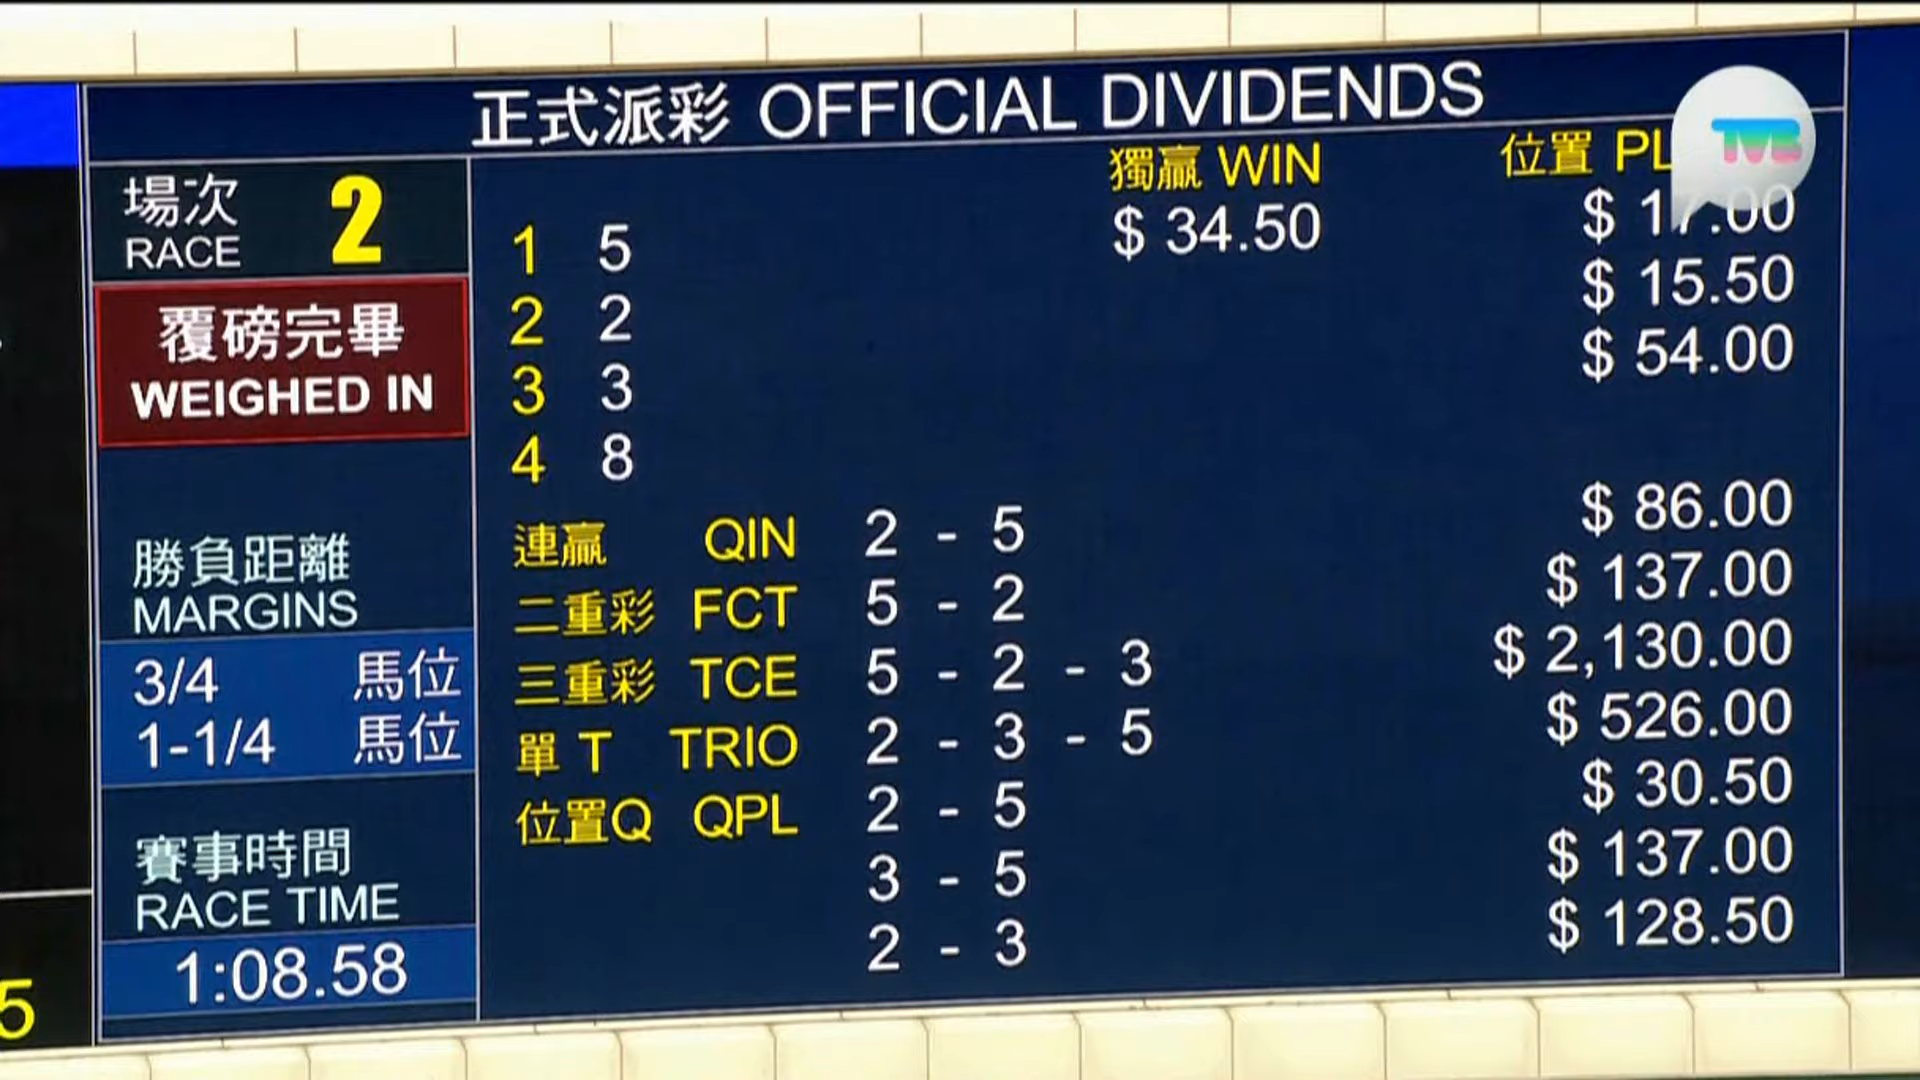 正式派彩 OFFICIAL DIVIDENDS
TVB
場次
RACE 2
獨贏 WIN 位置
1 5 $ 34.50
2 2 $ 15.50
3 3 $ 54.00
4 8
覆磅完畢
WEIGHED IN
勝負距離
MARGINS
3/4 馬位
1-1/4 馬位
賽事時間
RACE TIME
1:08.58
連贏 QIN 2 - 5 $ 86.00
二重彩 FCT 5 - 2 $ 137.00
三重彩 TCE 5 - 2 - 3 $ 2,130.00
單 T TRIO 2 - 3 - 5 $ 526.00
位置Q QPL 2 - 5 $ 30.50
3 - 5 $ 137.00
2 - 3 $ 128.50
5